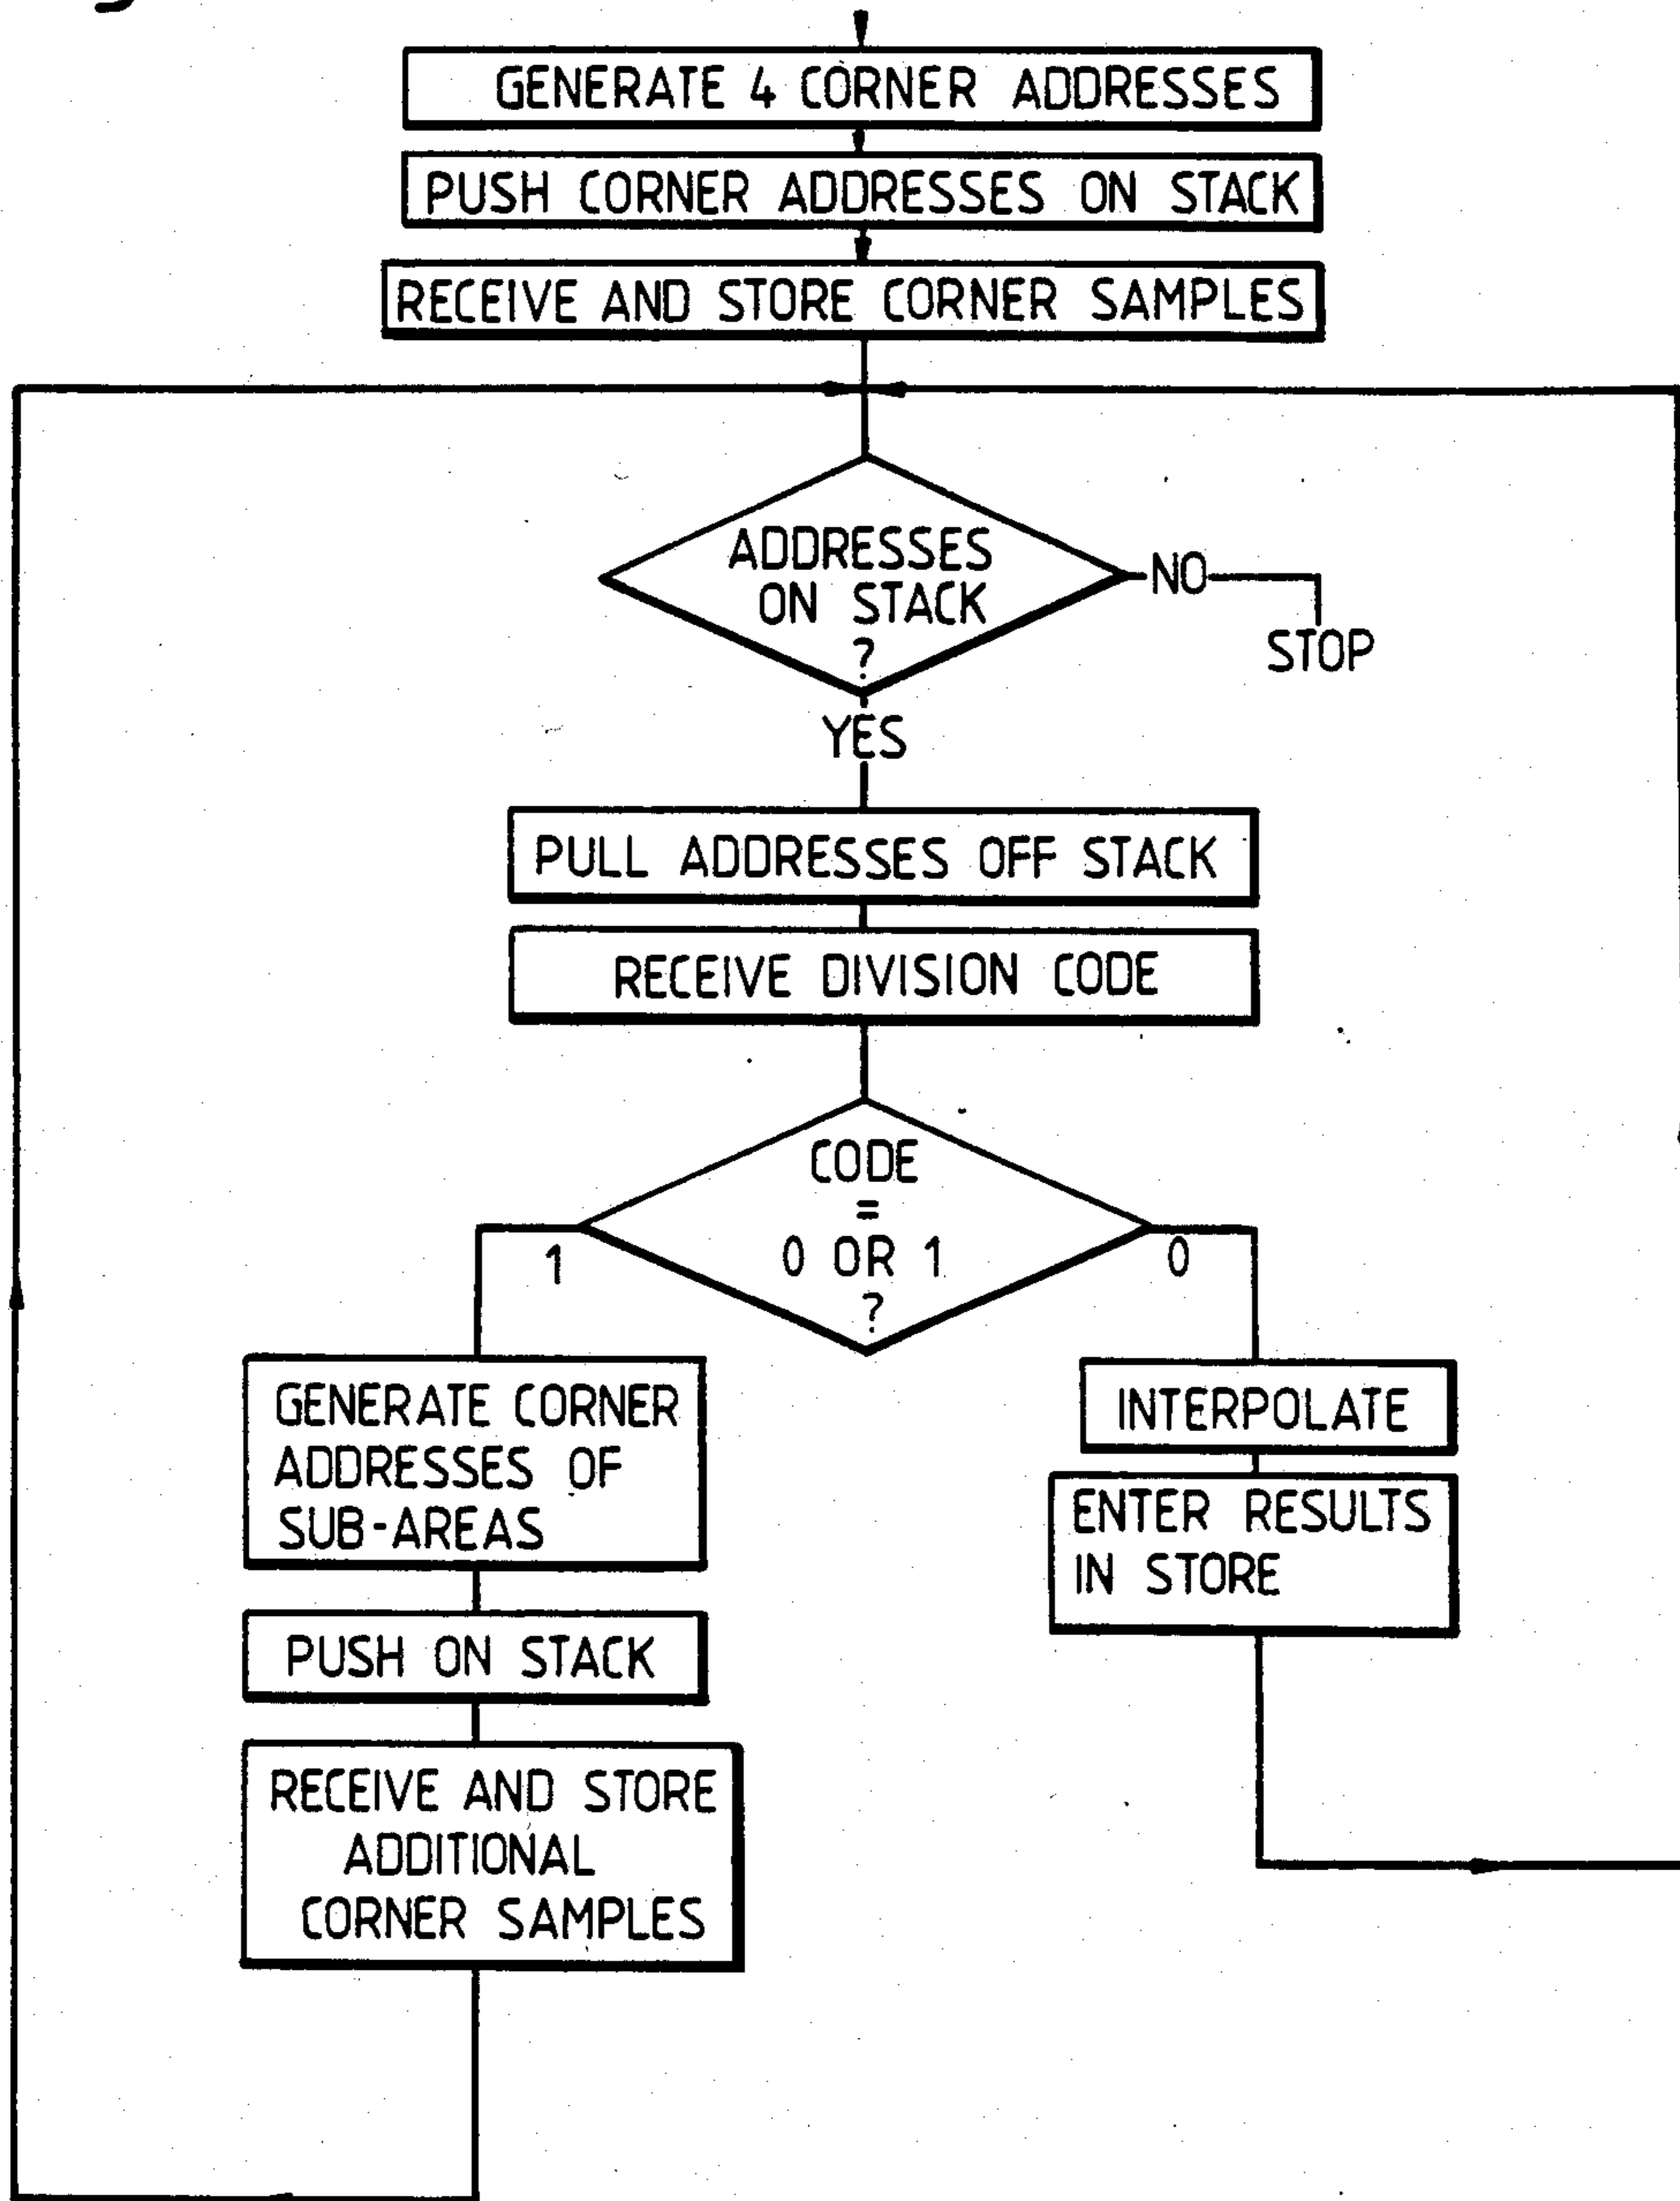 GENERATE 4 CORNER ADDRESSES
PUSH CORNER ADDRESSES ON STACK
RECEIVE AND STORE CORNER SAMPLES
ADDRESSES
ON STACK
?
NO
STOP
YES
PULL ADDRESSES OFF STACK
RECEIVE DIVISION CODE
CODE
=
0 OR 1
?
1
0
GENERATE CORNER
ADDRESSES OF
SUB-AREAS
PUSH ON STACK
RECEIVE AND STORE
ADDITIONAL
CORNER SAMPLES
INTERPOLATE
ENTER RESULTS
IN STORE